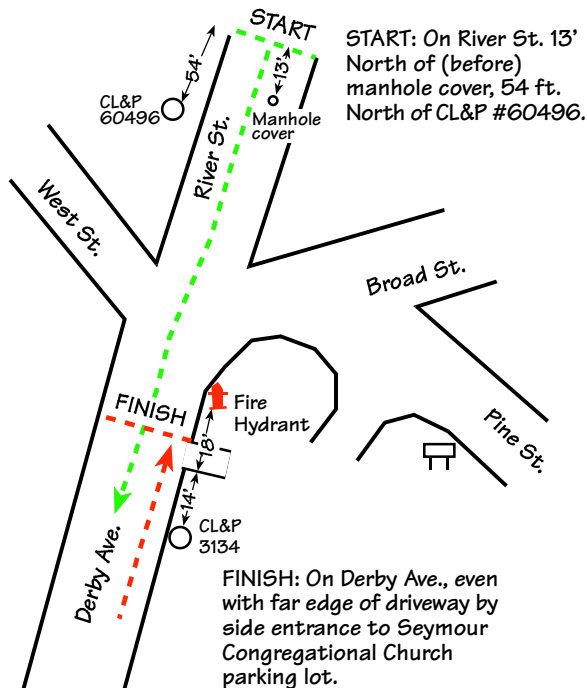 START
START: On River St. 13'
North of (before)
manhole cover, 54 ft.
North of CL&P #60496.
54'
13'
CL&P
60496
Manhole
cover
River St.
West St.
Broad St.
FINISH
Fire
Hydrant
18'
Pine St.
14'
CL&P
3134
Derby Ave.
FINISH: On Derby Ave., even
with far edge of driveway by
side entrance to Seymour
Congregational Church
parking lot.